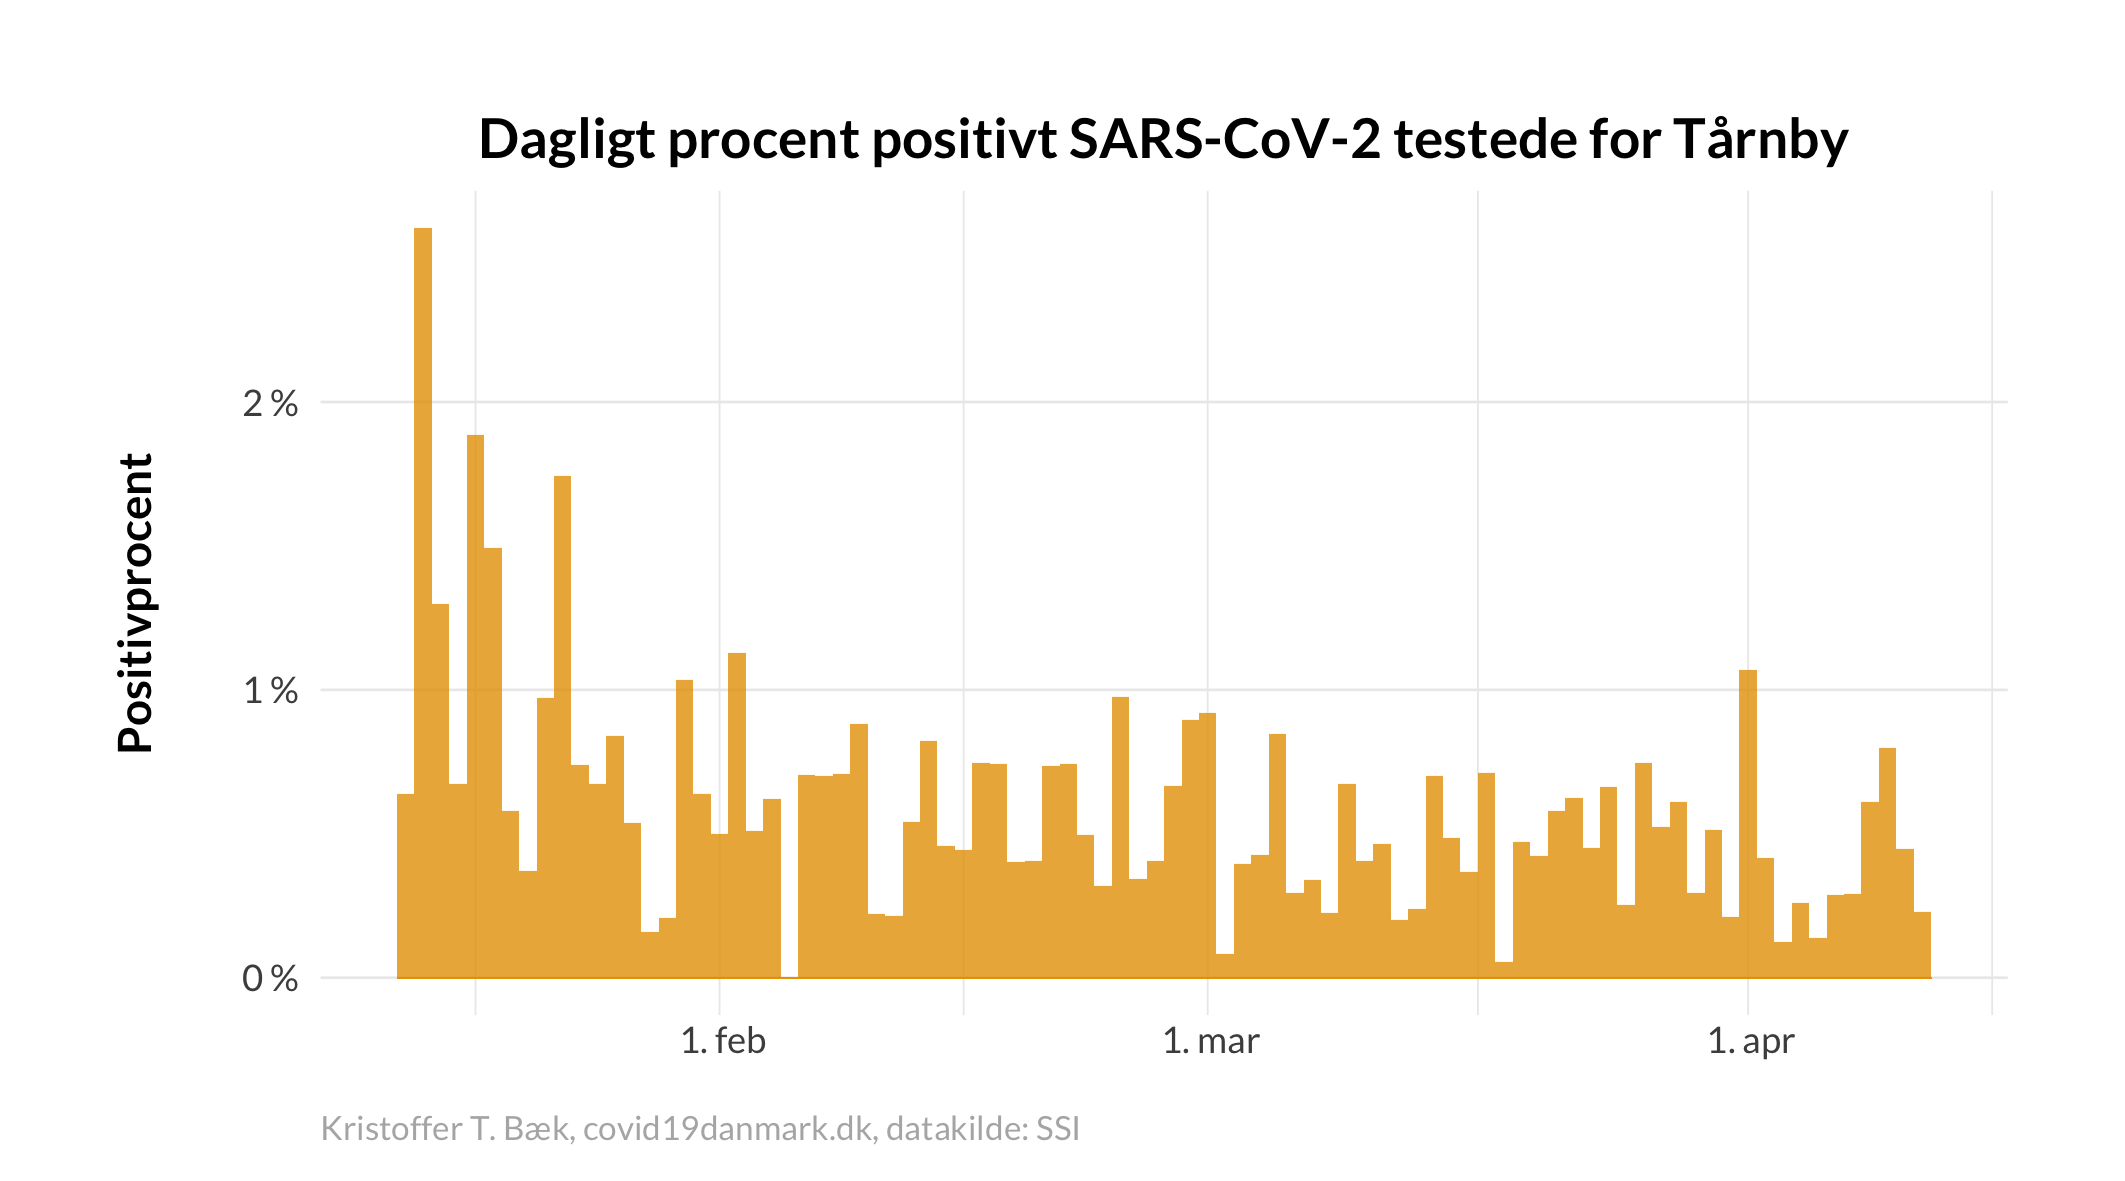 Dagligt procent positivt SARS-CoV-2 testede for Tårnby
Positivprocent
2 %
1 %
0 %
1. feb
1. mar
1. apr
Kristoffer T. Bæk, covid19danmark.dk, datakilde: SSI